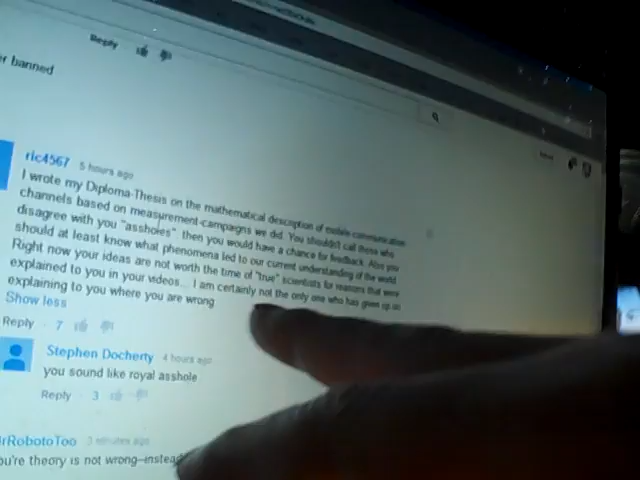 Reply
er banned
ric4567 5 hours ago
I wrote my Diploma-Thesis on the mathematical description of mobile communication
channels based on measurement-campaigns we did. You shouldn't call those who
disagree with you "assholes" then you would have a chance for feedback. Also you
should at least know what phenomena led to our current understanding of the world.
Right now your ideas are not worth the time of "true" scientists for reasons that were
explained to you in your videos... I am certainly not the only one who has given up on
explaining to you where you are wrong
Show less
Reply · 7
Stephen Docherty 4 hours ago
you sound like royal asshole
Reply · 3
rRobotoToo 3 minutes ago
ou're theory is not wrong--instead